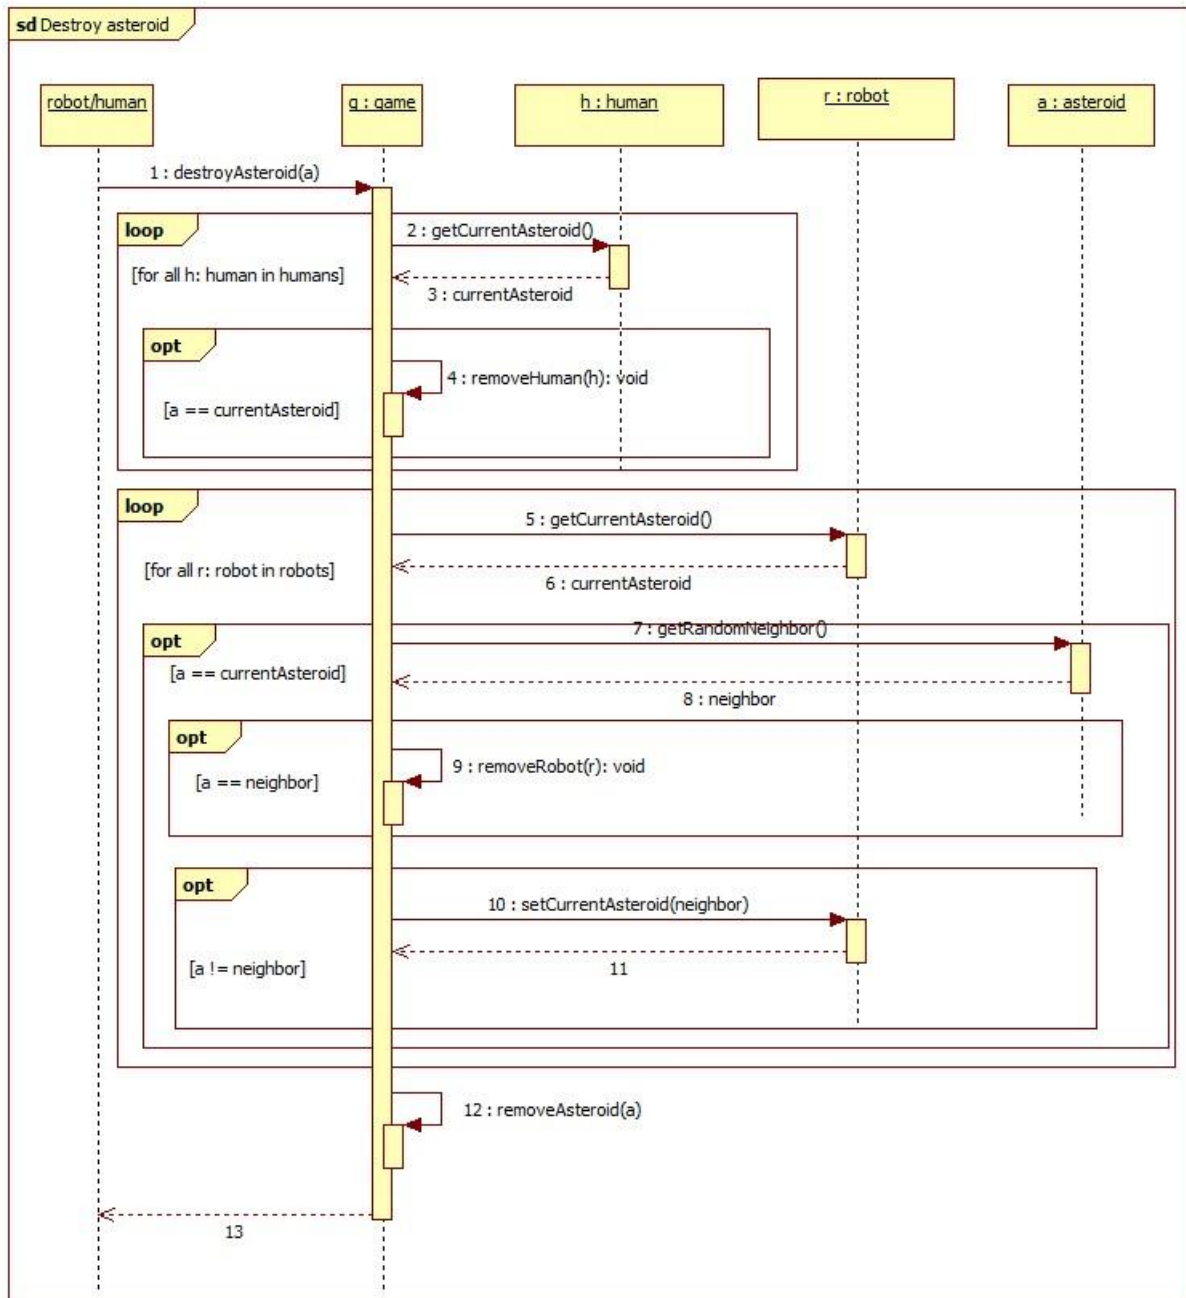 sd Destroy asteroid
robot/human
g : game
h : human
r : robot
a : asteroid
1 : destroyAsteroid(a)
loop
2 : getCurrentAsteroid()
[for all h: human in humans]
3 : currentAsteroid
opt
4 : removeHuman(h): void
[a == currentAsteroid]
loop
5 : getCurrentAsteroid()
[for all r: robot in robots]
6 : currentAsteroid
opt
7 : getRandomNeighbor()
[a == currentAsteroid]
8 : neighbor
opt
9 : removeRobot(r): void
[a == neighbor]
opt
10 : setCurrentAsteroid(neighbor)
[a != neighbor]
11
12 : removeAsteroid(a)
13